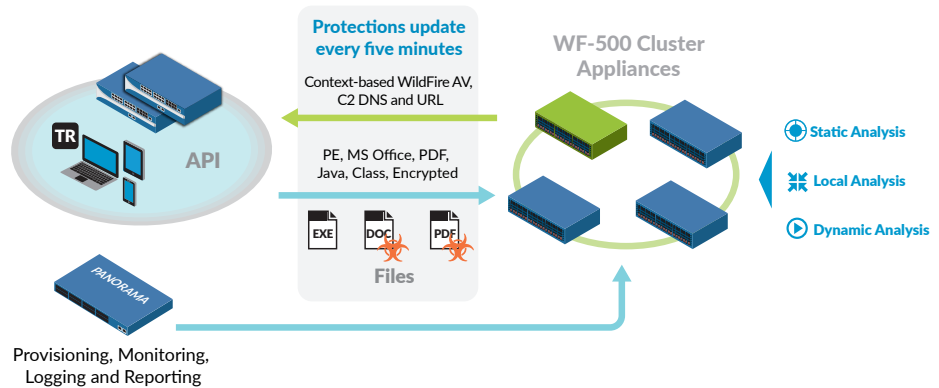 Protections update
every five minutes
Context-based WildFire AV,
C2 DNS and URL
WF-500 Cluster
Appliances
TR
API
PE, MS Office, PDF,
Java, Class, Encrypted
EXE
DOC
PDF
Files
Static Analysis
Local Analysis
Dynamic Analysis
PANORAMA
Provisioning, Monitoring,
Logging and Reporting